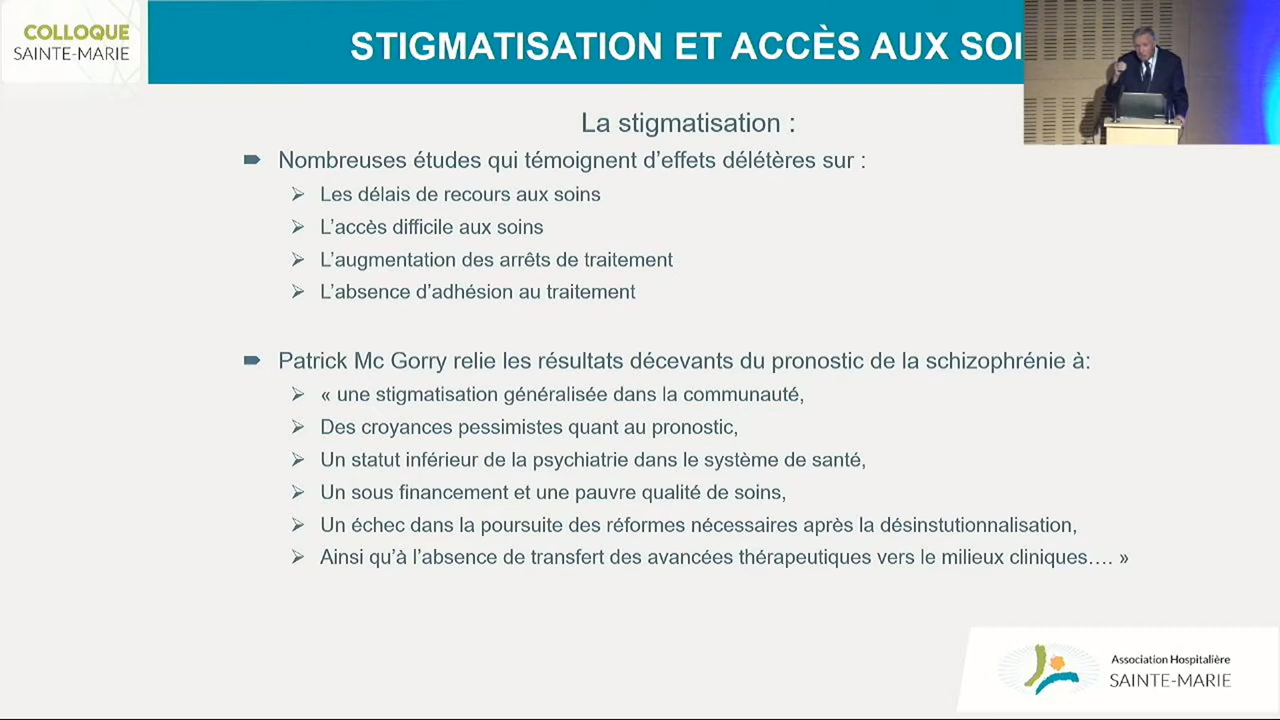 COLLOQUE
SAINTE-MARIE
STIGMATISATION ET ACCÈS AUX
La stigmatisation :
Nombreuses études qui témoignent d'effets délétères sur :
Les délais de recours aux soins
L'accès difficile aux soins
L'augmentation des arrêts de traitement
L'absence d'adhésion au traitement
Patrick Mc Gorry relie les résultats décevants du pronostic de la schizophrénie à:
« une stigmatisation généralisée dans la communauté,
Des croyances pessimistes quant au pronostic,
Un statut inférieur de la psychiatrie dans le système de santé,
Un sous financement et une pauvre qualité de soins,
Un échec dans la poursuite des réformes nécessaires après la désinstutionnalisation,
Ainsi qu'à l'absence de transfert des avancées thérapeutiques vers le milieux cliniques.... »
Association Hospitalière
SAINTE-MARIE